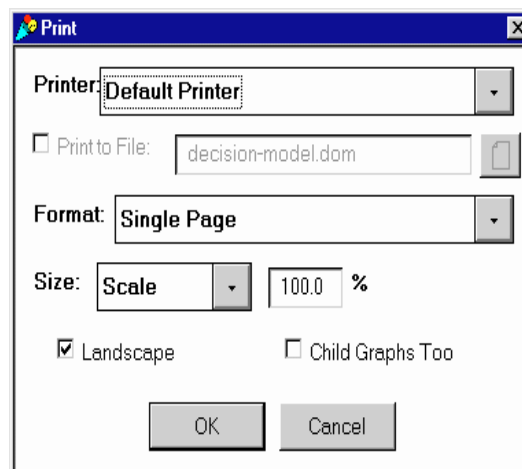 Print
Printer: Default Printer
Print to File: decision-model.dom
Format: Single Page
Size: Scale 100.0 %
Landscape Child Graphs Too
OK Cancel